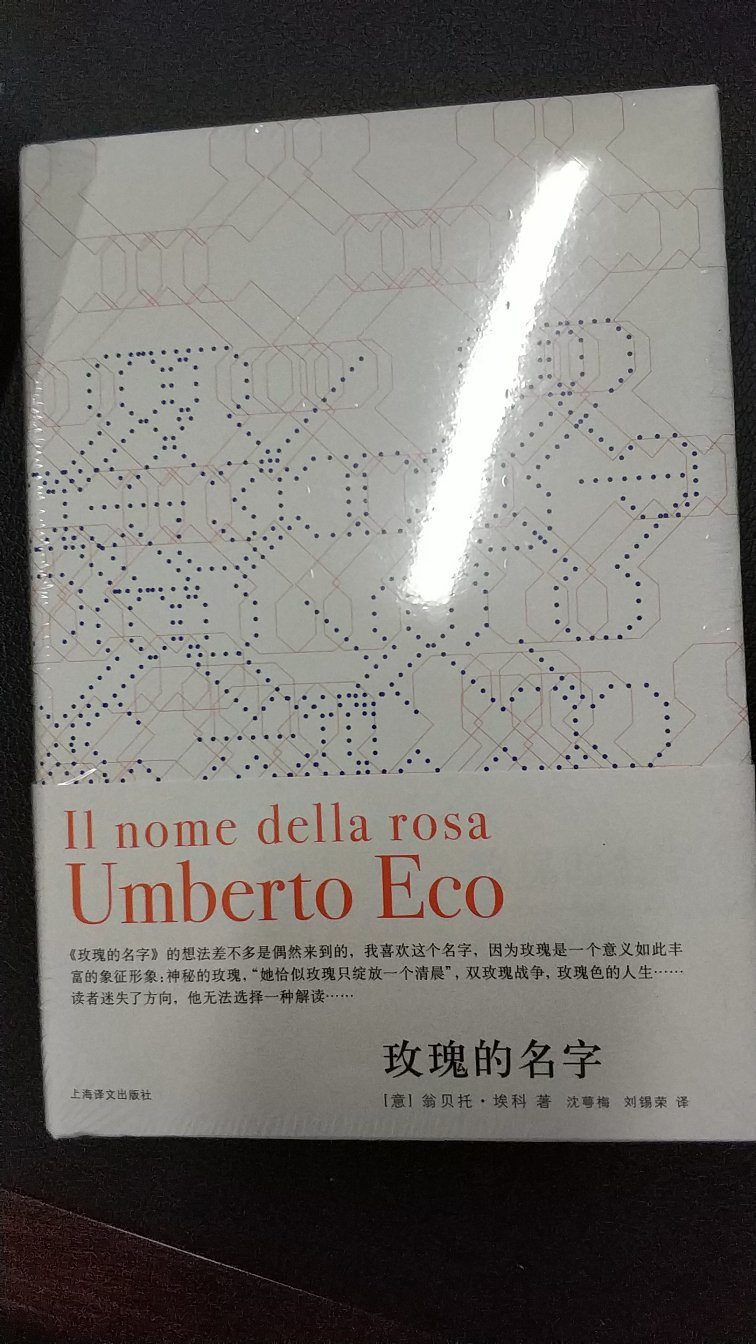 Il nome della rosa
Umberto Eco
《玫瑰的名字》的想法差不多是偶然来到的，我喜欢这个名字，因为玫瑰是一个意义如此丰
富的象征形象：神秘的玫瑰，“她恰似玫瑰只绽放一个清晨”，双玫瑰战争，玫瑰色的人生……
读者迷失了方向，他无法选择一种解读……
玫瑰的名字
[意] 翁贝托·埃科 著 沈萼梅 刘锡荣 译
上海译文出版社